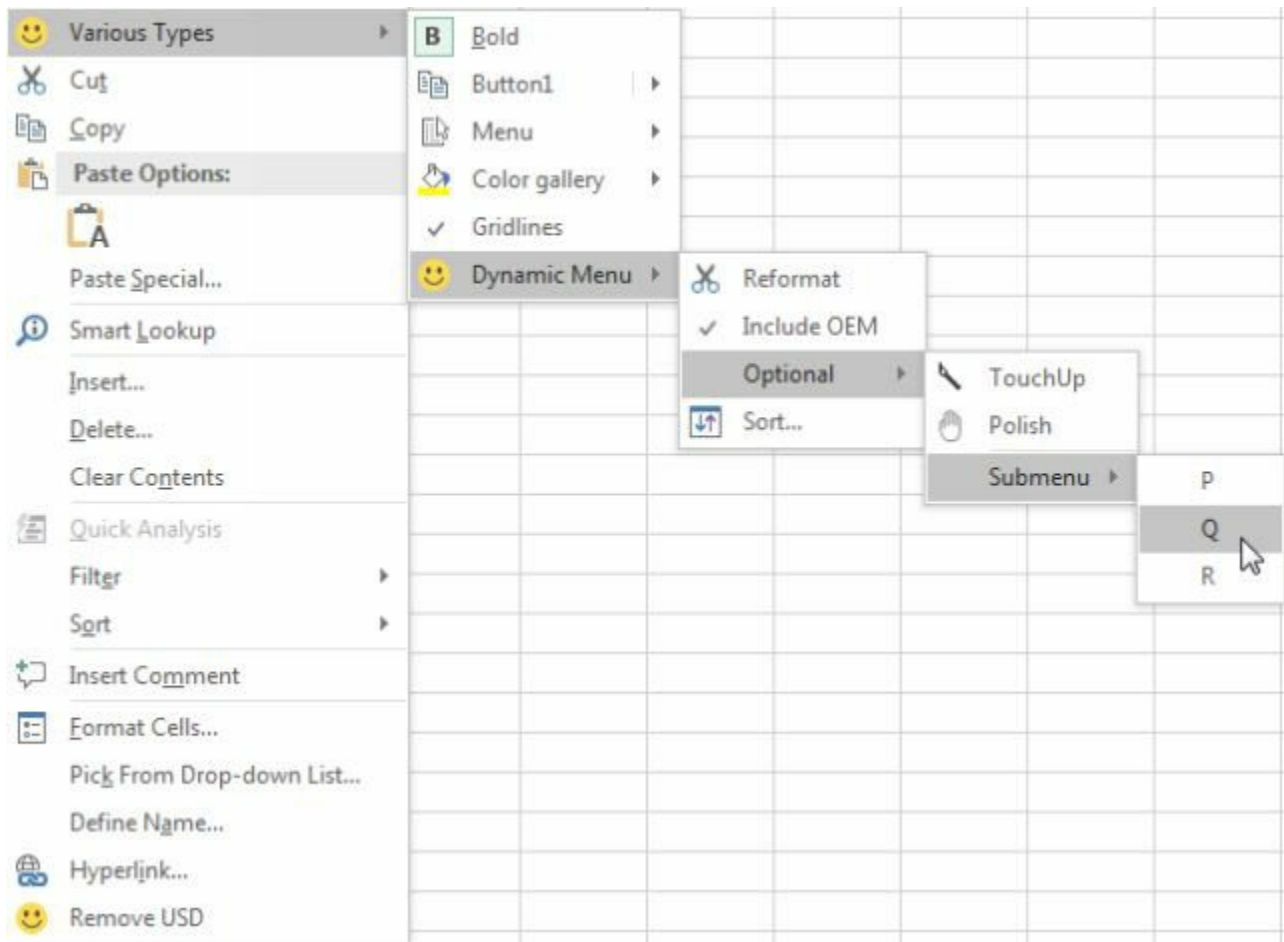 Various Types
Cut
Copy
Paste Options:
A
Paste Special...
Smart Lookup
Insert...
Delete...
Clear Contents
Quick Analysis
Filter
Sort
Insert Comment
Format Cells...
Pick From Drop-down List...
Define Name...
Hyperlink...
Remove USD
B Bold
Button1
Menu
Color gallery
Gridlines
Dynamic Menu
Reformat
Include OEM
Optional
Sort...
TouchUp
Polish
Submenu
P
Q
R